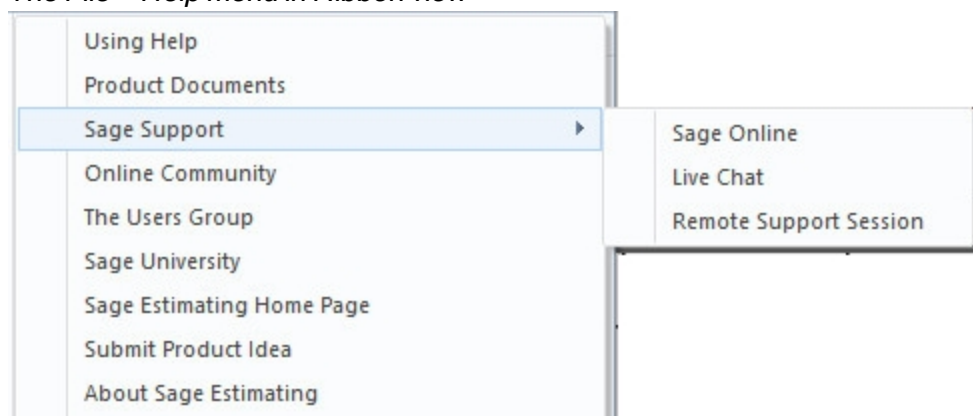 The File > Help menu in Ribbon view
Using Help
Product Documents
Sage Support
Sage Online
Online Community
Live Chat
The Users Group
Remote Support Session
Sage University
Sage Estimating Home Page
Submit Product Idea
About Sage Estimating